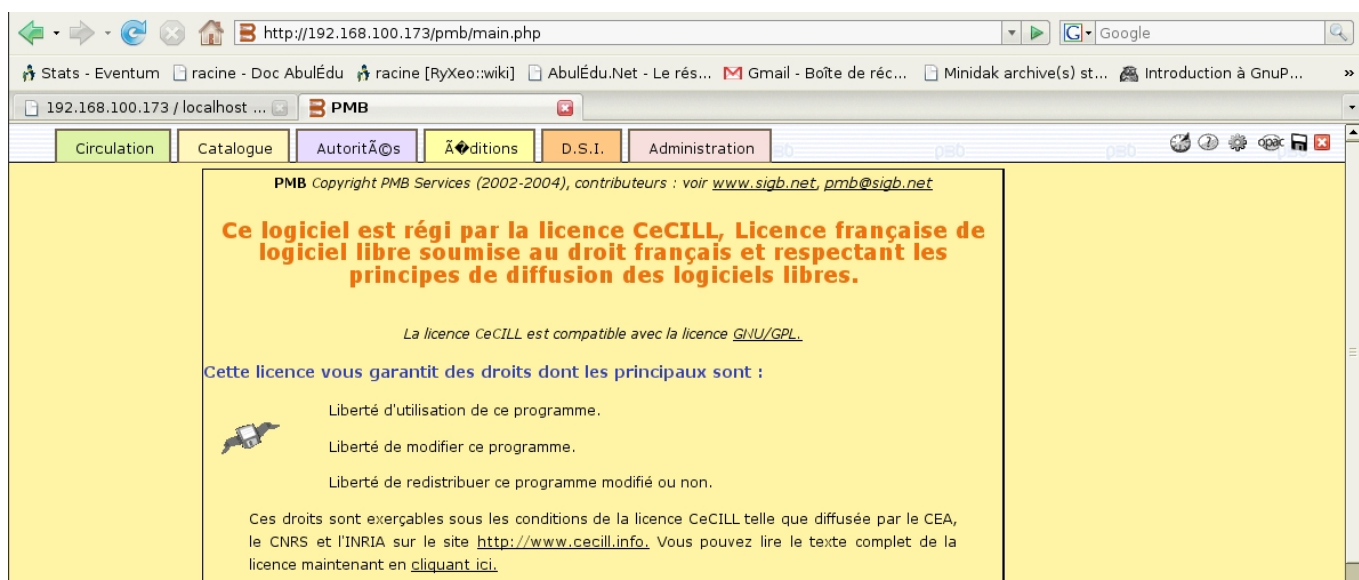 http://192.168.100.173/pmb/main.php
Google
Stats - Eventum racine - Doc AbulÉdu racine [RyXeo::wiki] AbulÉdu.Net - Le rés... Gmail - Boîte de réc... Minidak archive(s) st... Introduction à GnuP... »
192.168.100.173 / localhost ... PMB
Circulation Catalogue AutoritÃ©s Ã�ditions D.S.I. Administration opac
PMB Copyright PMB Services (2002-2004), contributeurs : voir www.sigb.net, pmb@sigb.net
Ce logiciel est régi par la licence CeCILL, Licence française de
logiciel libre soumise au droit français et respectant les
principes de diffusion des logiciels libres.
La licence CeCILL est compatible avec la licence GNU/GPL.
Cette licence vous garantit des droits dont les principaux sont :
Liberté d'utilisation de ce programme.
Liberté de modifier ce programme.
Liberté de redistribuer ce programme modifié ou non.
Ces droits sont exerçables sous les conditions de la licence CeCILL telle que diffusée par le CEA,
le CNRS et l'INRIA sur le site http://www.cecill.info. Vous pouvez lire le texte complet de la
licence maintenant en cliquant ici.